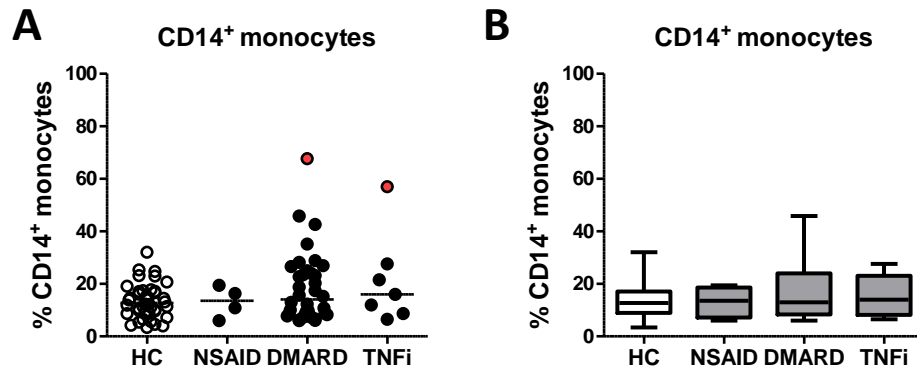 A
CD14⁺ monocytes
% CD14⁺ monocytes
100
80
60
40
20
0
HC NSAID DMARD TNFi
B
CD14⁺ monocytes
% CD14⁺ monocytes
100
80
60
40
20
0
HC NSAID DMARD TNFi